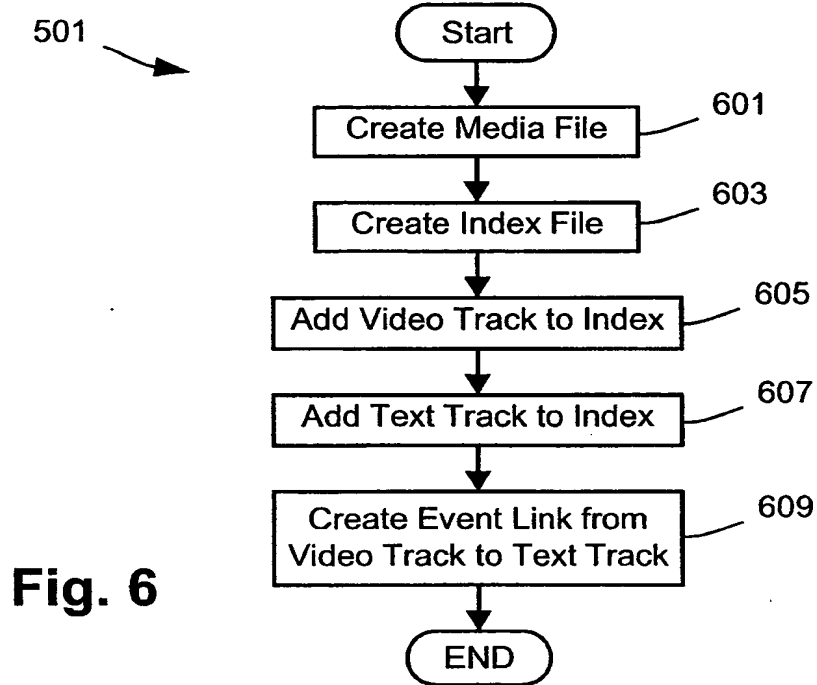 501
Start
Create Media File
601
Create Index File
603
Add Video Track to Index
605
Add Text Track to Index
607
Create Event Link from
Video Track to Text Track
609
Fig. 6
END